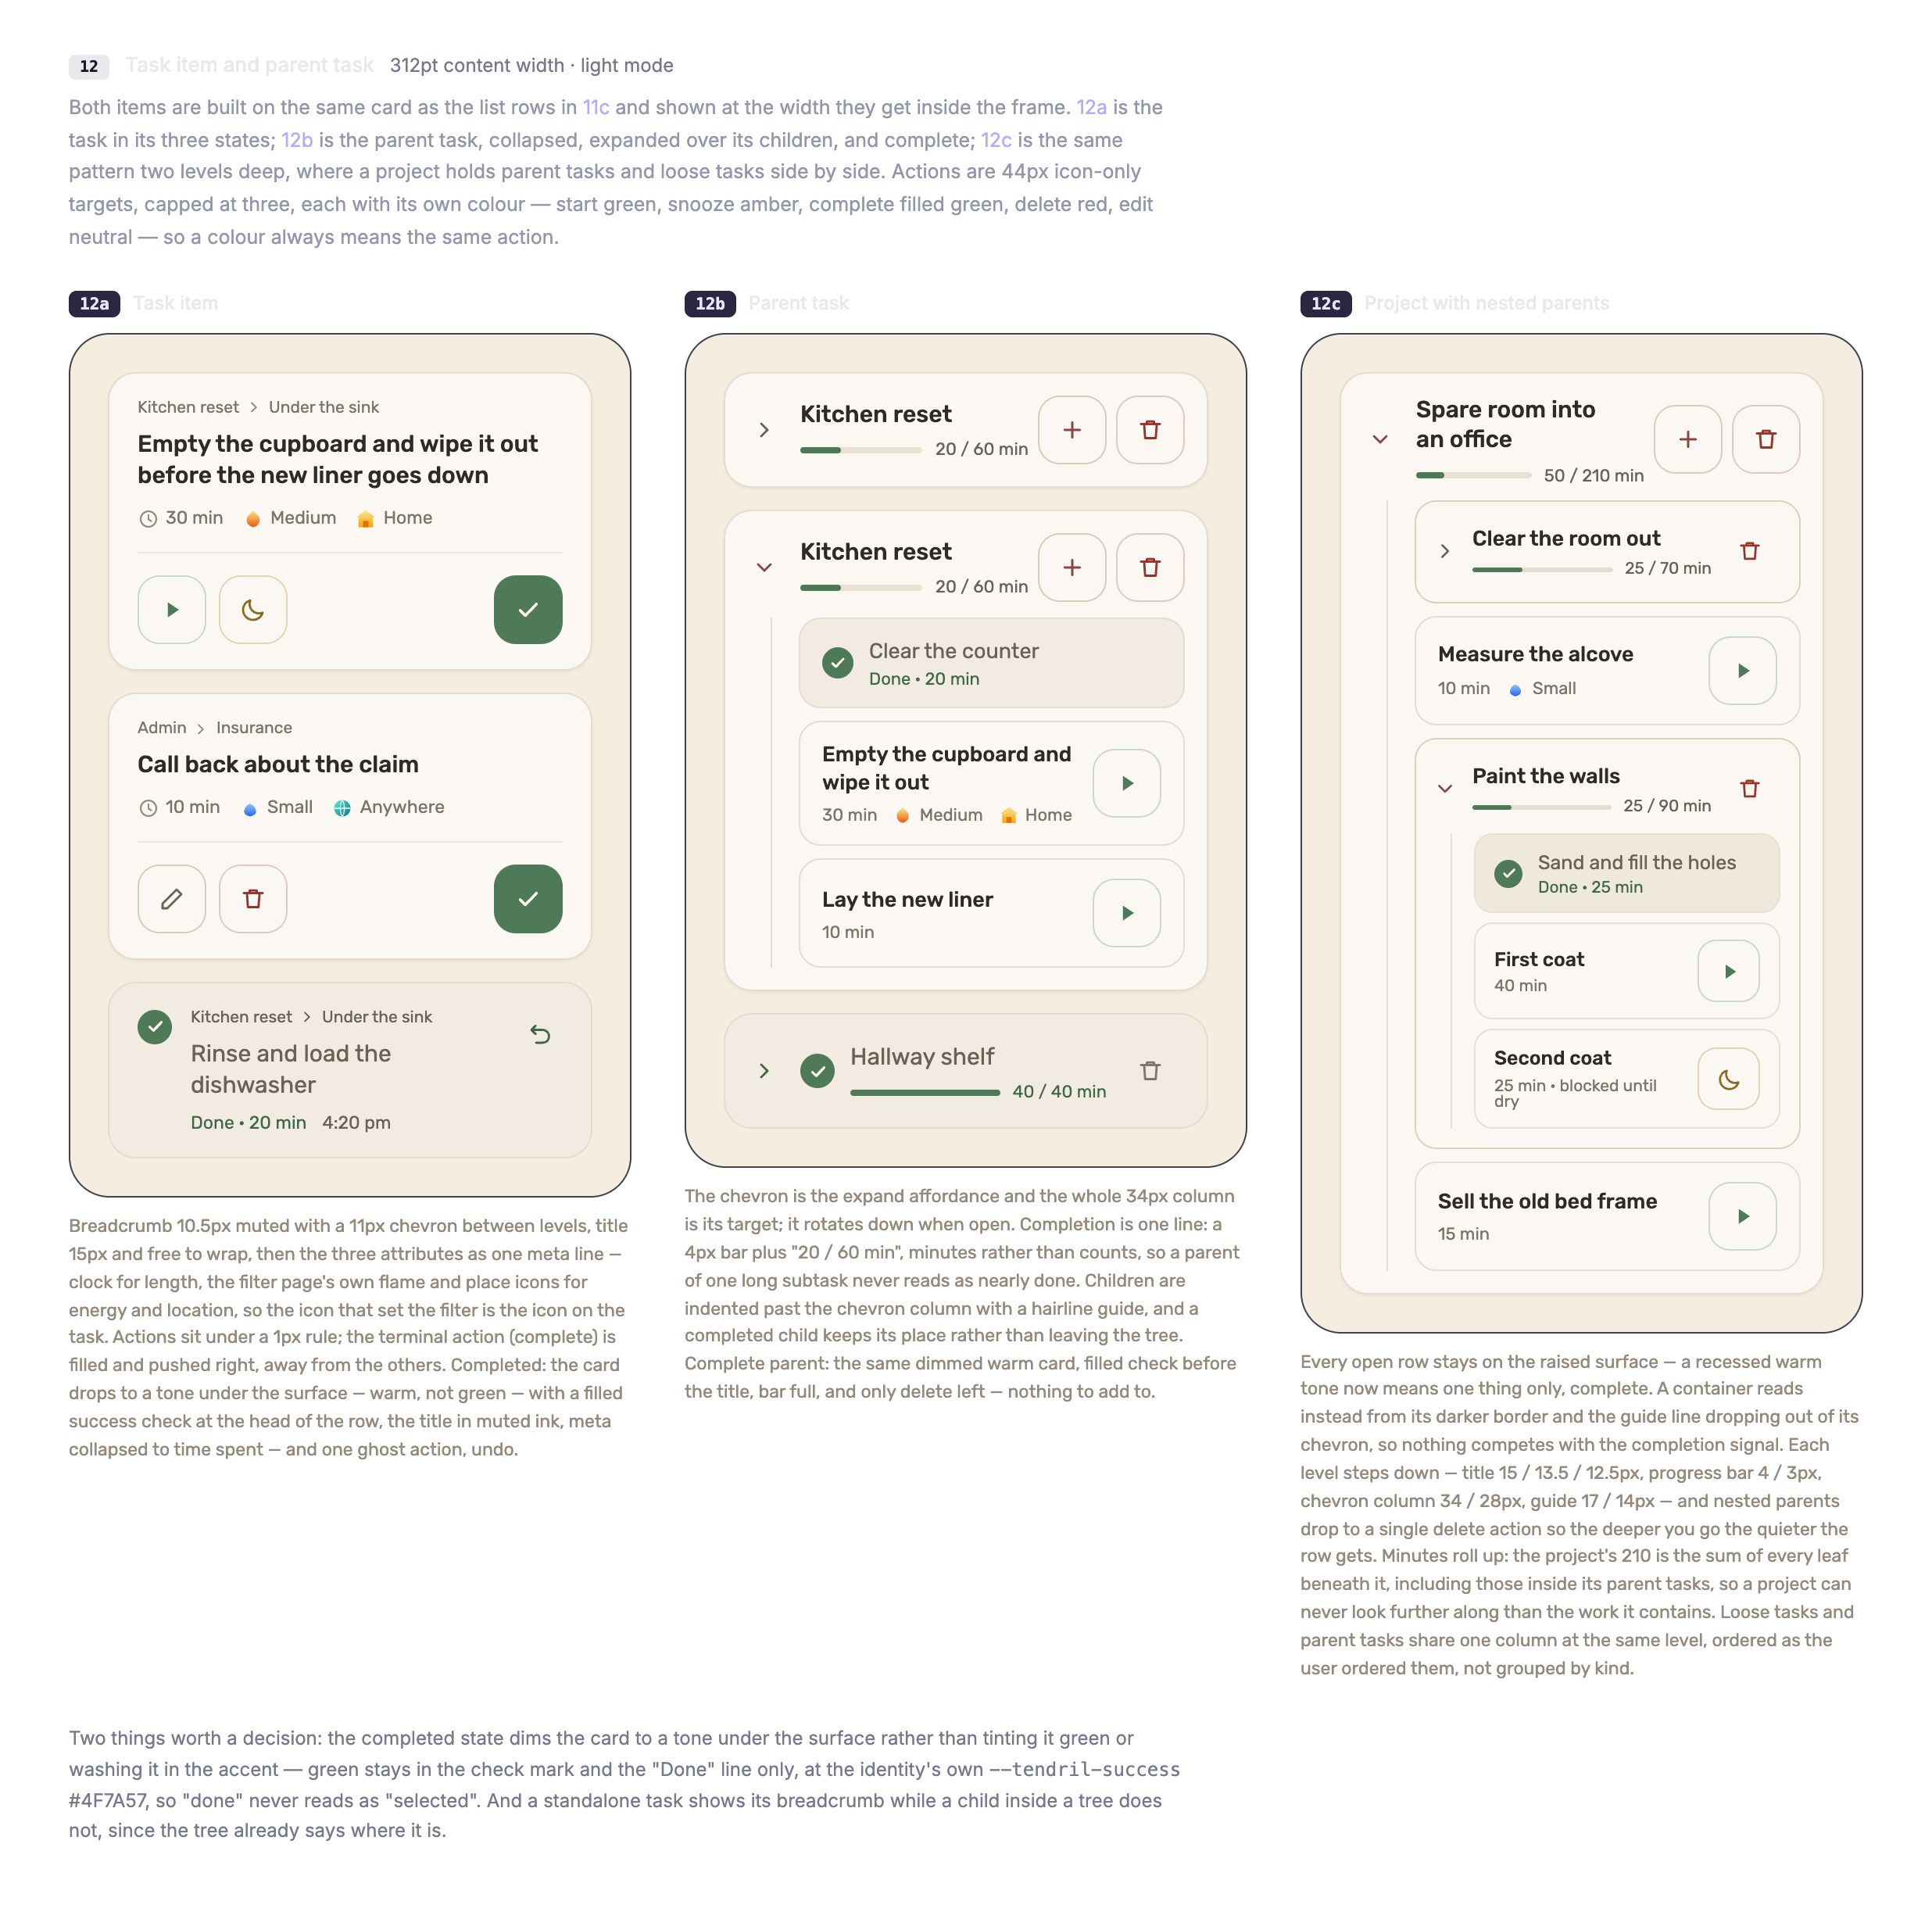 12 Task item and parent task 312pt content width · light mode
Both items are built on the same card as the list rows in 11c and shown at the width they get inside the frame. 12a is the
task in its three states; 12b is the parent task, collapsed, expanded over its children, and complete; 12c is the same
pattern two levels deep, where a project holds parent tasks and loose tasks side by side. Actions are 44px icon-only
targets, capped at three, each with its own colour — start green, snooze amber, complete filled green, delete red, edit
neutral — so a colour always means the same action.
12a Task item
Kitchen reset > Under the sink
Empty the cupboard and wipe it out
before the new liner goes down
30 min Medium Home
Admin > Insurance
Call back about the claim
10 min Small Anywhere
Kitchen reset > Under the sink
Rinse and load the
dishwasher
Done • 20 min 4:20 pm
Breadcrumb 10.5px muted with a 11px chevron between levels, title
15px and free to wrap, then the three attributes as one meta line —
clock for length, the filter page's own flame and place icons for
energy and location, so the icon that set the filter is the icon on the
task. Actions sit under a 1px rule; the terminal action (complete) is
filled and pushed right, away from the others. Completed: the card
drops to a tone under the surface — warm, not green — with a filled
success check at the head of the row, the title in muted ink, meta
collapsed to time spent — and one ghost action, undo.
12b Parent task
Kitchen reset
20 / 60 min
Kitchen reset
20 / 60 min
Clear the counter
Done • 20 min
Empty the cupboard and
wipe it out
30 min Medium Home
Lay the new liner
10 min
Hallway shelf
40 / 40 min
The chevron is the expand affordance and the whole 34px column
is its target; it rotates down when open. Completion is one line: a
4px bar plus "20 / 60 min", minutes rather than counts, so a parent
of one long subtask never reads as nearly done. Children are
indented past the chevron column with a hairline guide, and a
completed child keeps its place rather than leaving the tree.
Complete parent: the same dimmed warm card, filled check before
the title, bar full, and only delete left — nothing to add to.
12c Project with nested parents
Spare room into
an office
50 / 210 min
Clear the room out
25 / 70 min
Measure the alcove
10 min Small
Paint the walls
25 / 90 min
Sand and fill the holes
Done • 25 min
First coat
40 min
Second coat
25 min • blocked until
dry
Sell the old bed frame
15 min
Every open row stays on the raised surface — a recessed warm
tone now means one thing only, complete. A container reads
instead from its darker border and the guide line dropping out of its
chevron, so nothing competes with the completion signal. Each
level steps down — title 15 / 13.5 / 12.5px, progress bar 4 / 3px,
chevron column 34 / 28px, guide 17 / 14px — and nested parents
drop to a single delete action so the deeper you go the quieter the
row gets. Minutes roll up: the project's 210 is the sum of every leaf
beneath it, including those inside its parent tasks, so a project can
never look further along than the work it contains. Loose tasks and
parent tasks share one column at the same level, ordered as the
user ordered them, not grouped by kind.
Two things worth a decision: the completed state dims the card to a tone under the surface rather than tinting it green or
washing it in the accent — green stays in the check mark and the "Done" line only, at the identity's own --tendril-success
#4F7A57, so "done" never reads as "selected". And a standalone task shows its breadcrumb while a child inside a tree does
not, since the tree already says where it is.